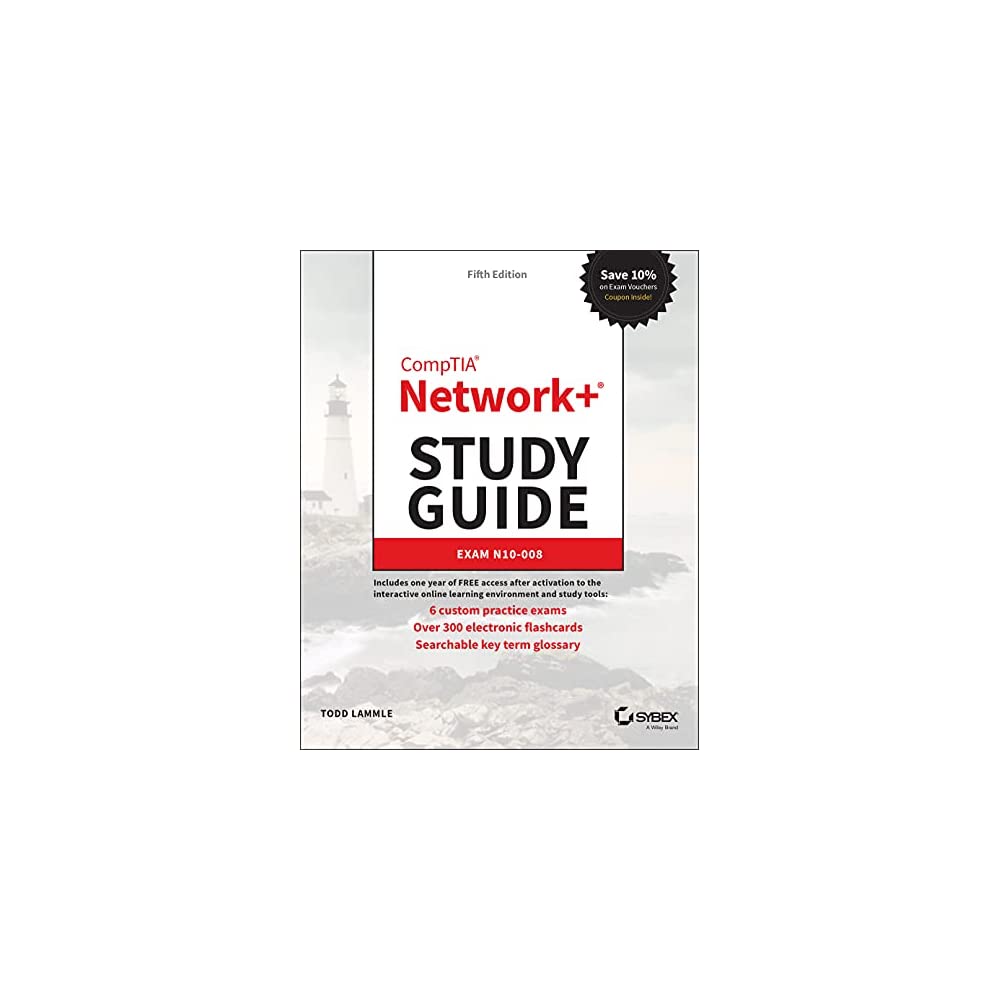 Fifth Edition
Save 10%
on Exam Vouchers
Coupon Inside!
CompTIA®
Network+®
STUDY
GUIDE
EXAM N10-008
Includes one year of FREE access after activation to the
interactive online learning environment and study tools:
6 custom practice exams
Over 300 electronic flashcards
Searchable key term glossary
TODD LAMMLE
SYBEX
A Wiley Brand